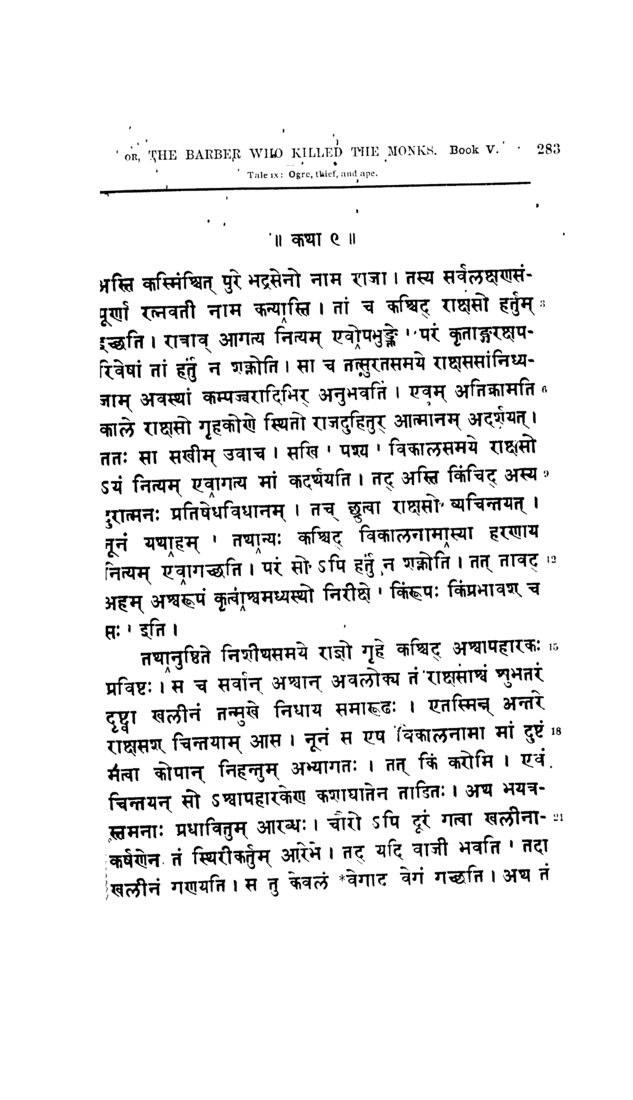 OR, THE BARBER WHO KILLED THE MONKS. Book V. 283
Tale ix: Ogre, thief, and ape.
॥ कथा ९ ॥
अस्ति कस्मिंश्चित् पुरे भद्रसेनो नाम राजा । तस्य सर्वलक्षणसं-
पूर्णा रत्नवती नाम कन्यास्ति । तां च कश्चिद् राक्षसो हर्तुम् 3
इच्छति । रात्राव् आगत्य नित्यम् एवोपभुङ्क्ते ' परं कृताङ्गरक्षप-
रिवेषां तां हर्तुं न शक्नोति । सा च तत्सुरतसमये राक्षससांनिध्य-
जाम् अवस्थां कम्पज्वरादिभिर् अनुभवति । एवम् अतिक्रामति 6
काले राक्षसो गृहकोणे स्थितो राजदुहितुर् आत्मानम् अदर्शयत् ।
ततः सा सखीम् उवाच । सखि ' पश्य ' विकालसमये राक्षसो
ऽयं नित्यम् एवागत्य मां कदर्थयति । तद् अस्ति किंचिद् अस्य 9
दुरात्मनः प्रतिषेधविधानम् । तच् छ्रुत्वा राक्षसो व्यचिन्तयत् ।
नूनं यथाहम् ' तथान्यः कश्चिद् विकालनामास्या हरणाय
नित्यम् एवागच्छति । परं सो ऽपि हर्तुं न शक्नोति । तत् तावद् 12
अहम् अश्वरूपं कृत्वाश्वमध्यस्थो निरीक्षे ' किंरूपः किंप्रभावश् च
सः ' इति ।
तथानुष्ठिते निशीथसमये राज्ञो गृहे कश्चिद् अश्वापहारकः 15
प्रविष्टः । स च सर्वान् अश्वान् अवलोक्य तं राक्षसाश्वं शुभतरं
दृष्ट्वा खलीनं तन्मुखे निधाय समारूढः । एतस्मिन्न् अन्तरे
राक्षसश् चिन्तयाम् आस । नूनं स एष विकालनामा मां दुष्टं 18
मत्वा कोपान् निहन्तुम् अभ्यागतः । तत् किं करोमि । एवं
चिन्तयन् सो ऽश्वापहारकेण कशाघातेन ताडितः । अथ भयत्र-
स्तमनाः प्रधावितुम् आरब्धः । चौरो ऽपि दूरं गत्वा खलीना- 21
कर्षणेन तं स्थिरीकर्तुम् आरेभे । तद् यदि वाजी भवति ' तदा
खलीनं गणयति । स तु केवलं *वेगाद् वेगं गच्छति । अथ तं